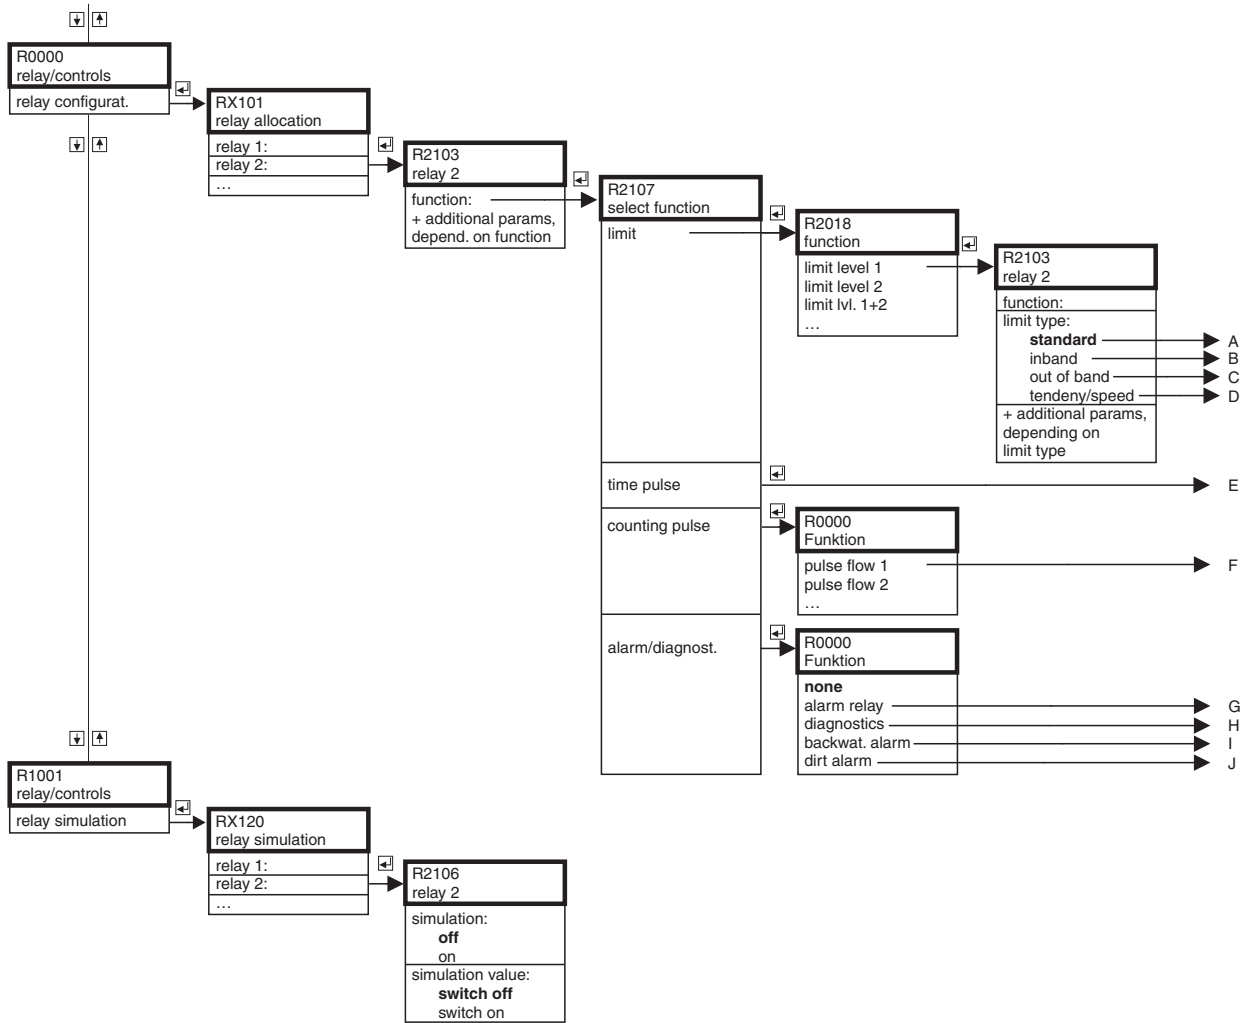 R0000
relay/controls
relay configurat.
RX101
relay allocation
relay 1:
relay 2:
...
R2103
relay 2
function:
+ additional params,
depend. on function
R2107
select function
limit
R2018
function
limit level 1
limit level 2
limit lvl. 1+2
...
R2103
relay 2
function:
limit type:
standard
inband
out of band
tendeny/speed
+ additional params,
depending on
limit type
A
B
C
D
time pulse
E
counting pulse
R0000
Funktion
pulse flow 1
pulse flow 2
...
F
alarm/diagnost.
R0000
Funktion
none
alarm relay
diagnostics
backwat. alarm
dirt alarm
G
H
I
J
R1001
relay/controls
relay simulation
RX120
relay simulation
relay 1:
relay 2:
...
R2106
relay 2
simulation:
off
on
simulation value:
switch off
switch on